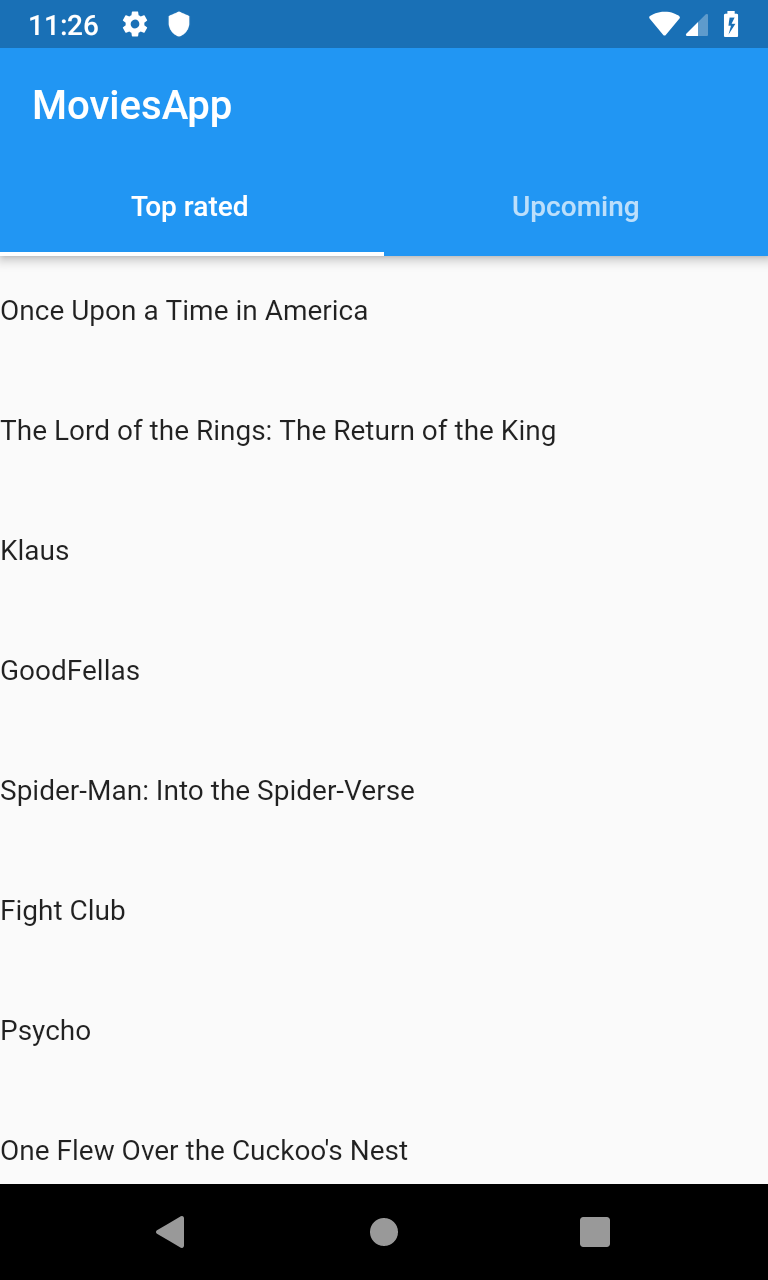 11:26
MoviesApp
Top rated
Upcoming
Once Upon a Time in America
The Lord of the Rings: The Return of the King
Klaus
GoodFellas
Spider-Man: Into the Spider-Verse
Fight Club
Psycho
One Flew Over the Cuckoo's Nest